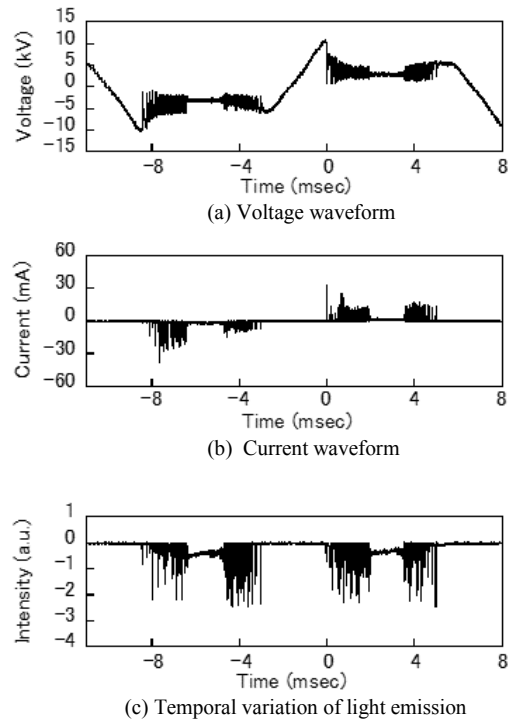 15
10
5
0
−5
−10
−15
Voltage (kV)
−8 −4 0 4 8
Time (msec)
(a) Voltage waveform
60
30
0
−30
−60
Current (mA)
−8 −4 0 4 8
Time (msec)
(b) Current waveform
1
0
−1
−2
−3
−4
Intensity (a.u.)
−8 −4 0 4 8
Time (msec)
(c) Temporal variation of light emission